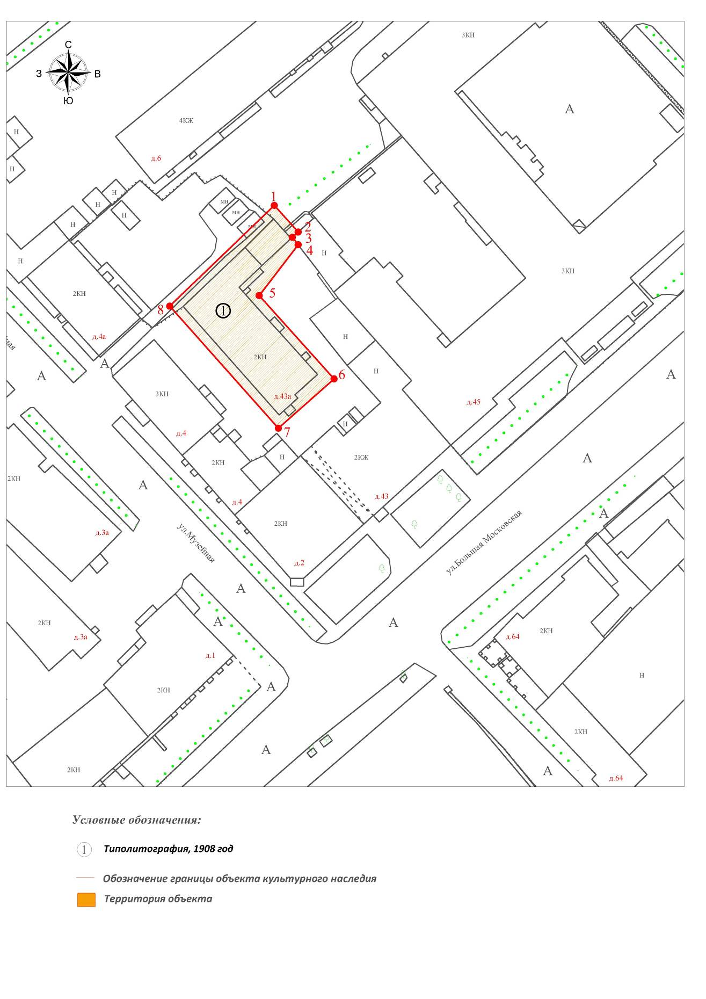 С
З
В
Ю
3КН
А
4КЖ
Н
д.6
Н
1
Н
Н
Н
Н
мн
мн
мн
2
3
4
Н
Н
3КН
2КН
5
8
1
д.4а
ная
Н
2КН
А
А
А
6
Н
3КН
д.43а
д.45
7
Н
д.4
2КН
Н
2КЖ
А
2КН
А
д.4
д.43
2КН
д.3а
А
ул.Музейная
ул.Большая Московская
д.2
А
2КН
А
А
2КН
д.64
д.3а
д.1
Н
2КН
А
2КН
А
2КН
А
д.64
Условные обозначения:
1 Типолитография, 1908 год
Обозначение границы объекта культурного наследия
Территория объекта